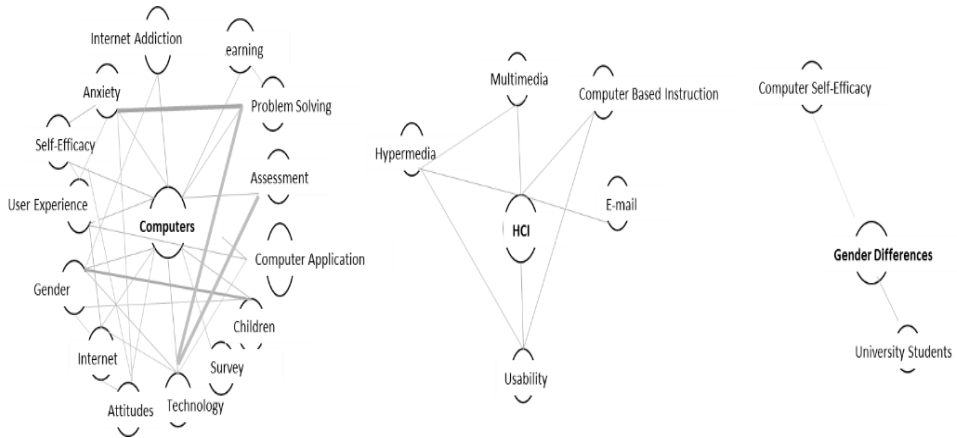 Internet Addiction
earning
Anxiety
Problem Solving
Self-Efficacy
Assessment
User Experience
Computers
Computer Application
Gender
Children
Internet
Survey
Attitudes
Technology
Multimedia
Computer Based Instruction
Hypermedia
E-mail
HCI
Usability
Computer Self-Efficacy
Gender Differences
University Students